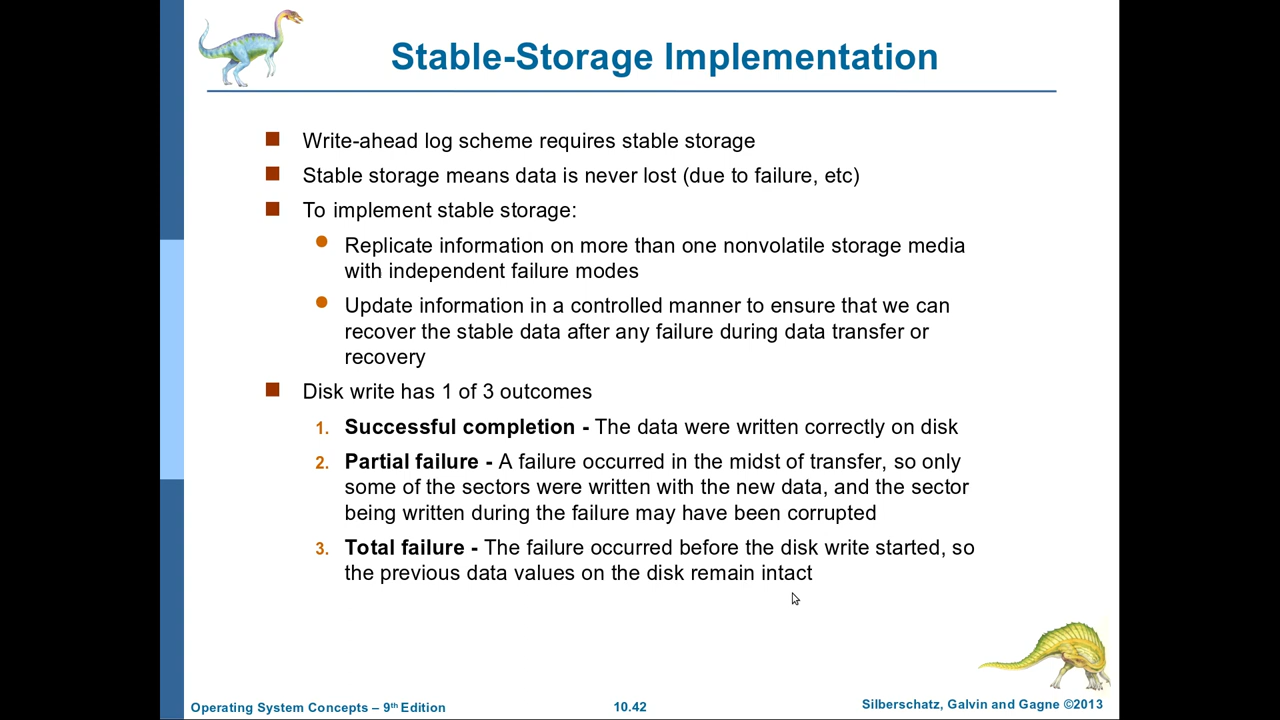 Stable-Storage Implementation
Write-ahead log scheme requires stable storage
Stable storage means data is never lost (due to failure, etc)
To implement stable storage:
Replicate information on more than one nonvolatile storage media
with independent failure modes
Update information in a controlled manner to ensure that we can
recover the stable data after any failure during data transfer or
recovery
Disk write has 1 of 3 outcomes
1. Successful completion - The data were written correctly on disk
2. Partial failure - A failure occurred in the midst of transfer, so only
some of the sectors were written with the new data, and the sector
being written during the failure may have been corrupted
3. Total failure - The failure occurred before the disk write started, so
the previous data values on the disk remain intact
Operating System Concepts – 9th Edition
10.42
Silberschatz, Galvin and Gagne ©2013